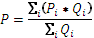 P = Σᵢ(Pᵢ * Qᵢ) / Σᵢ Qᵢ